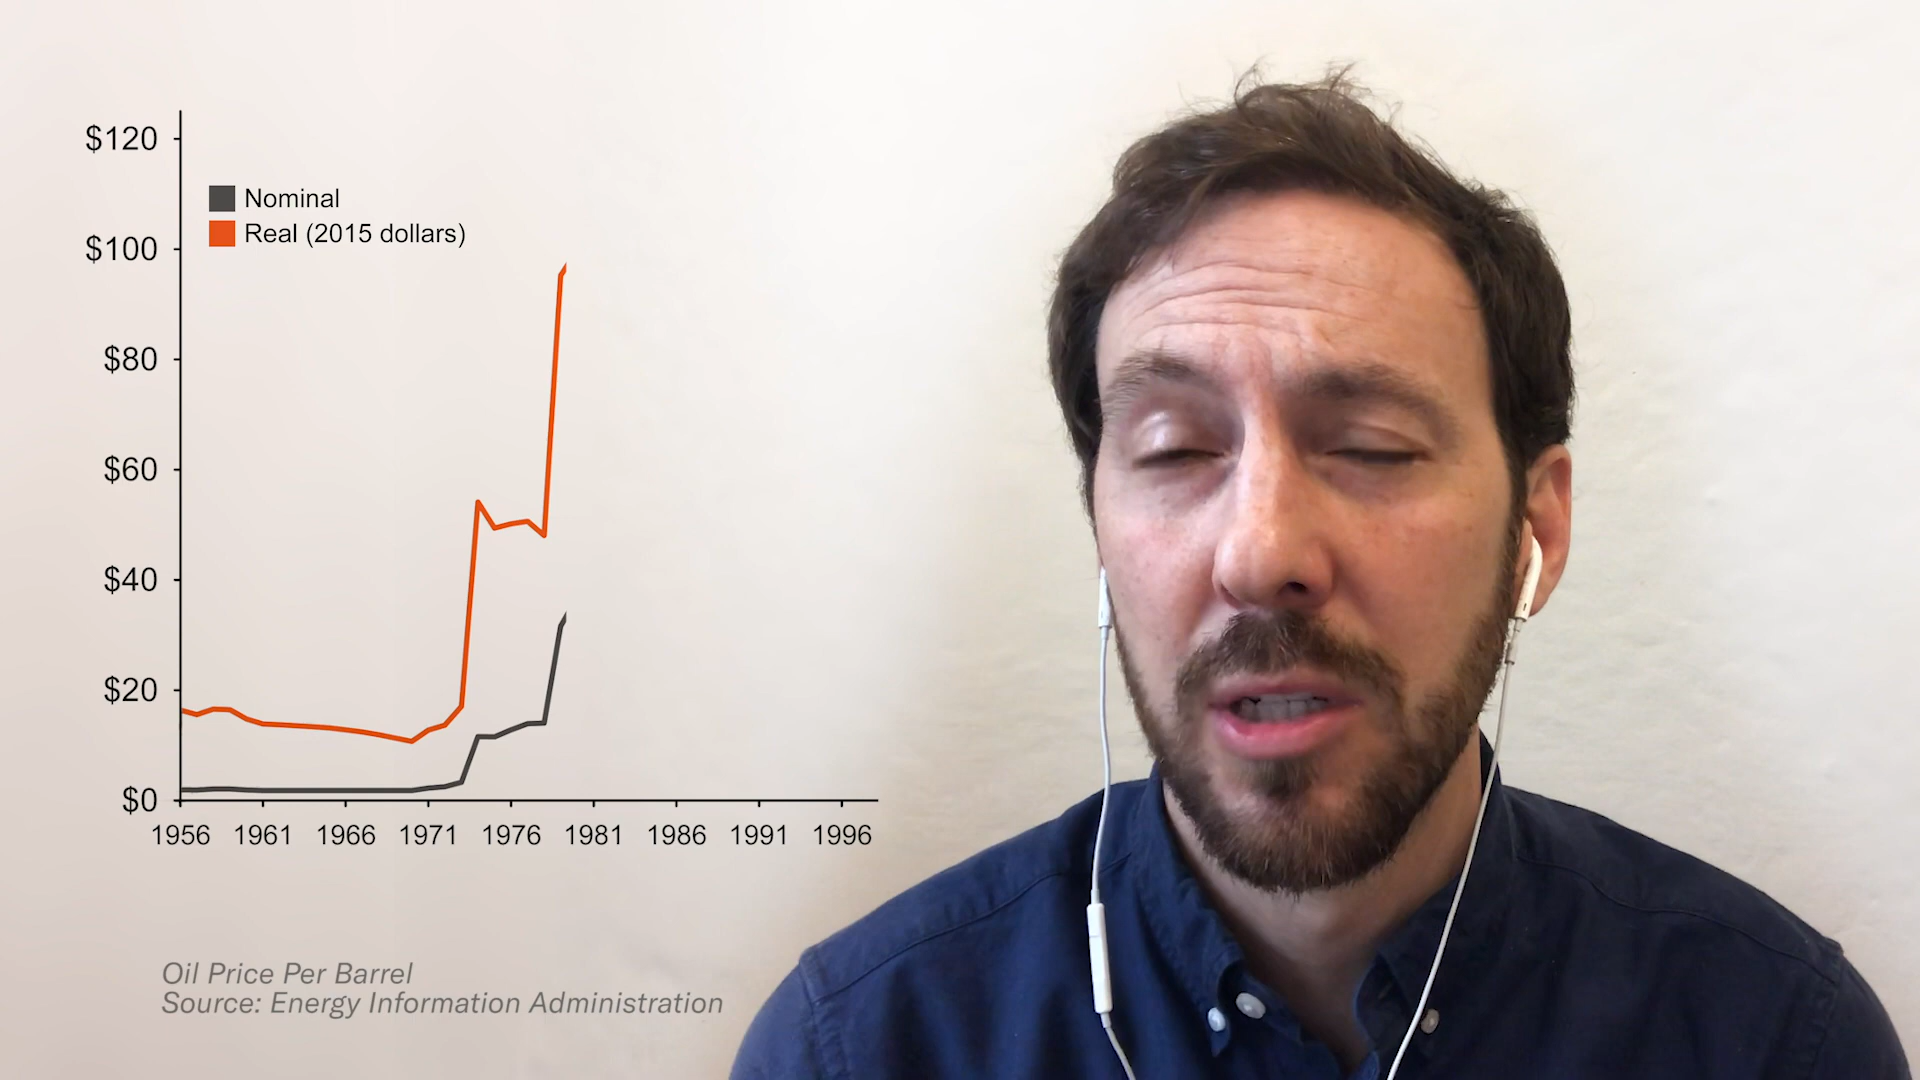 $120
Nominal
Real (2015 dollars)
$100
$80
$60
$40
$20
$0
1956 1961 1966 1971 1976 1981 1986 1991 1996
Oil Price Per Barrel
Source: Energy Information Administration